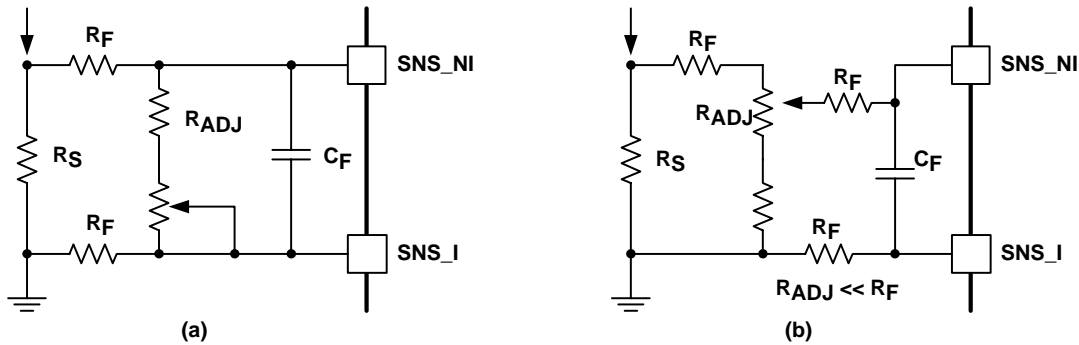 RF
SNS_NI
RADJ
RS
CF
RF
SNS_I
(a)
RF
SNS_NI
RF
RADJ
RS
CF
RF
SNS_I
RADJ << RF
(b)